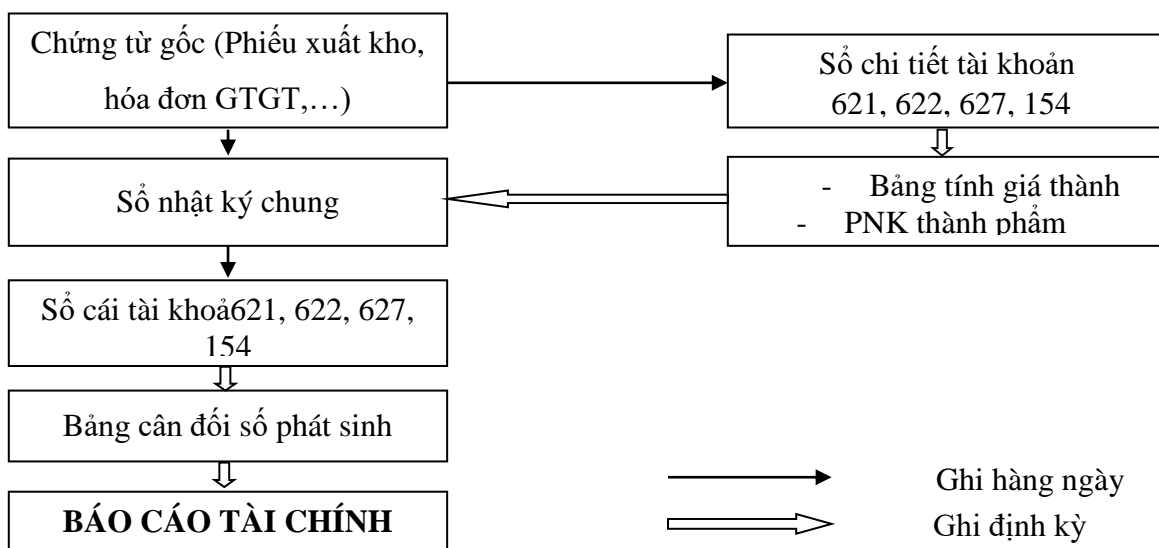 Chứng từ gốc (Phiếu xuất kho,
hóa đơn GTGT,…)
Sổ chi tiết tài khoản
621, 622, 627, 154
Sổ nhật ký chung
- Bảng tính giá thành
- PNK thành phẩm
Sổ cái tài khoả621, 622, 627,
154
Bảng cân đối số phát sinh
BÁO CÁO TÀI CHÍNH
Ghi hàng ngày
Ghi định kỳ